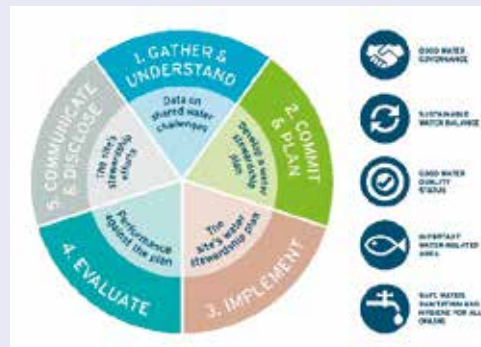 1. GATHER &
UNDERSTAND
Data on
shared water
challenges
2. COMMIT
& PLAN
Develop a water
stewardship
plan
3. IMPLEMENT
The
site's water
stewardship plan
4. EVALUATE
Performance
against the plan
5. COMMUNICATE
& DISCLOSE
The site's
stewardship
efforts
GOOD WATER
GOVERNANCE
SUSTAINABLE
WATER BALANCE
GOOD WATER
QUALITY
STATUS
IMPORTANT
WATER-RELATED
AREAS
SAFE WATER,
SANITATION AND
HYGIENE FOR ALL